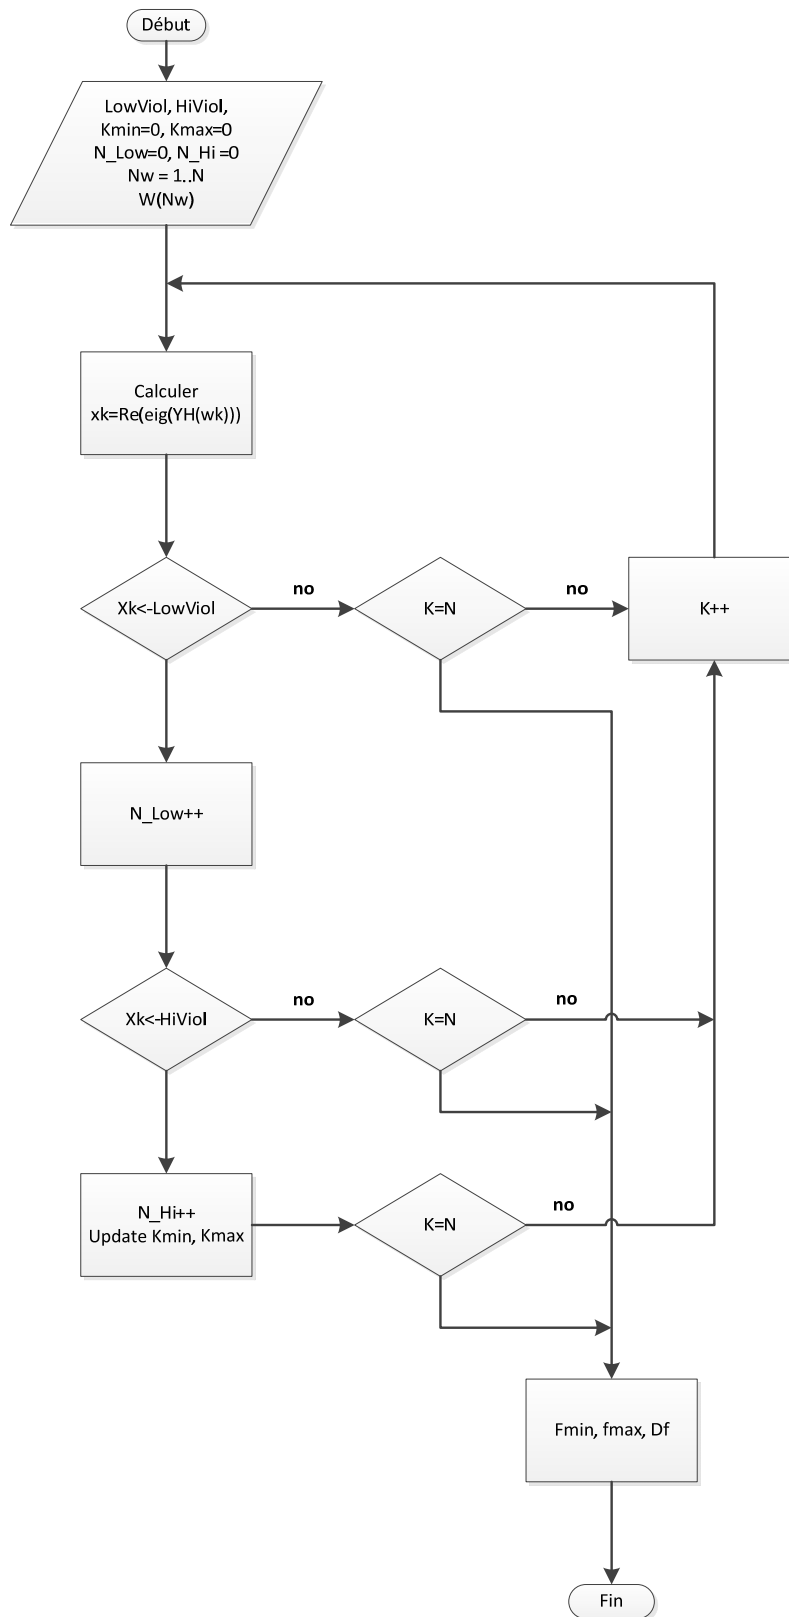 Début
LowViol, HiViol,
Kmin=0, Kmax=0
N_Low=0, N_Hi =0
Nw = 1..N
W(Nw)
Calculer
xk=Re(eig(YH(wk)))
Xk<-LowViol
no
K=N
no
K++
N_Low++
Xk<-HiViol
no
K=N
no
N_Hi++
Update Kmin, Kmax
K=N
no
Fmin, fmax, Df
Fin